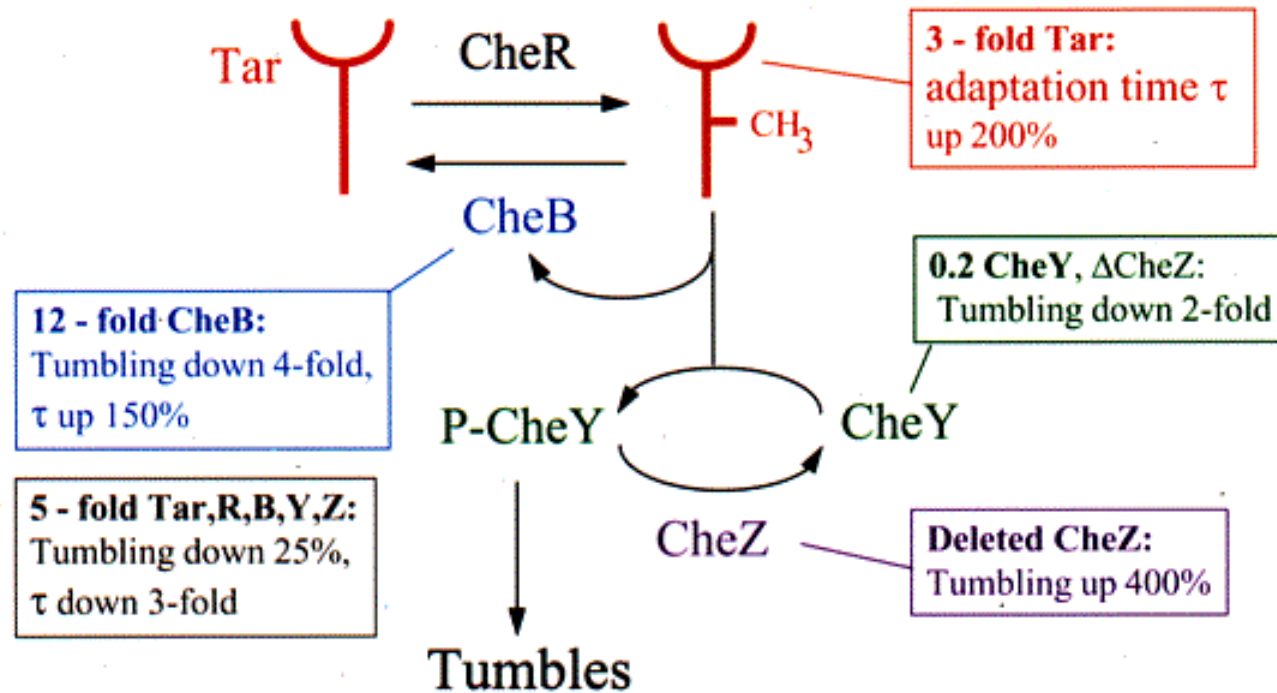 Tar
CheR
CH3
3 - fold Tar:
adaptation time τ
up 200%
CheB
12 - fold CheB:
Tumbling down 4-fold,
τ up 150%
0.2 CheY, ΔCheZ:
Tumbling down 2-fold
P-CheY
CheY
5 - fold Tar,R,B,Y,Z:
Tumbling down 25%,
τ down 3-fold
CheZ
Deleted CheZ:
Tumbling up 400%
Tumbles